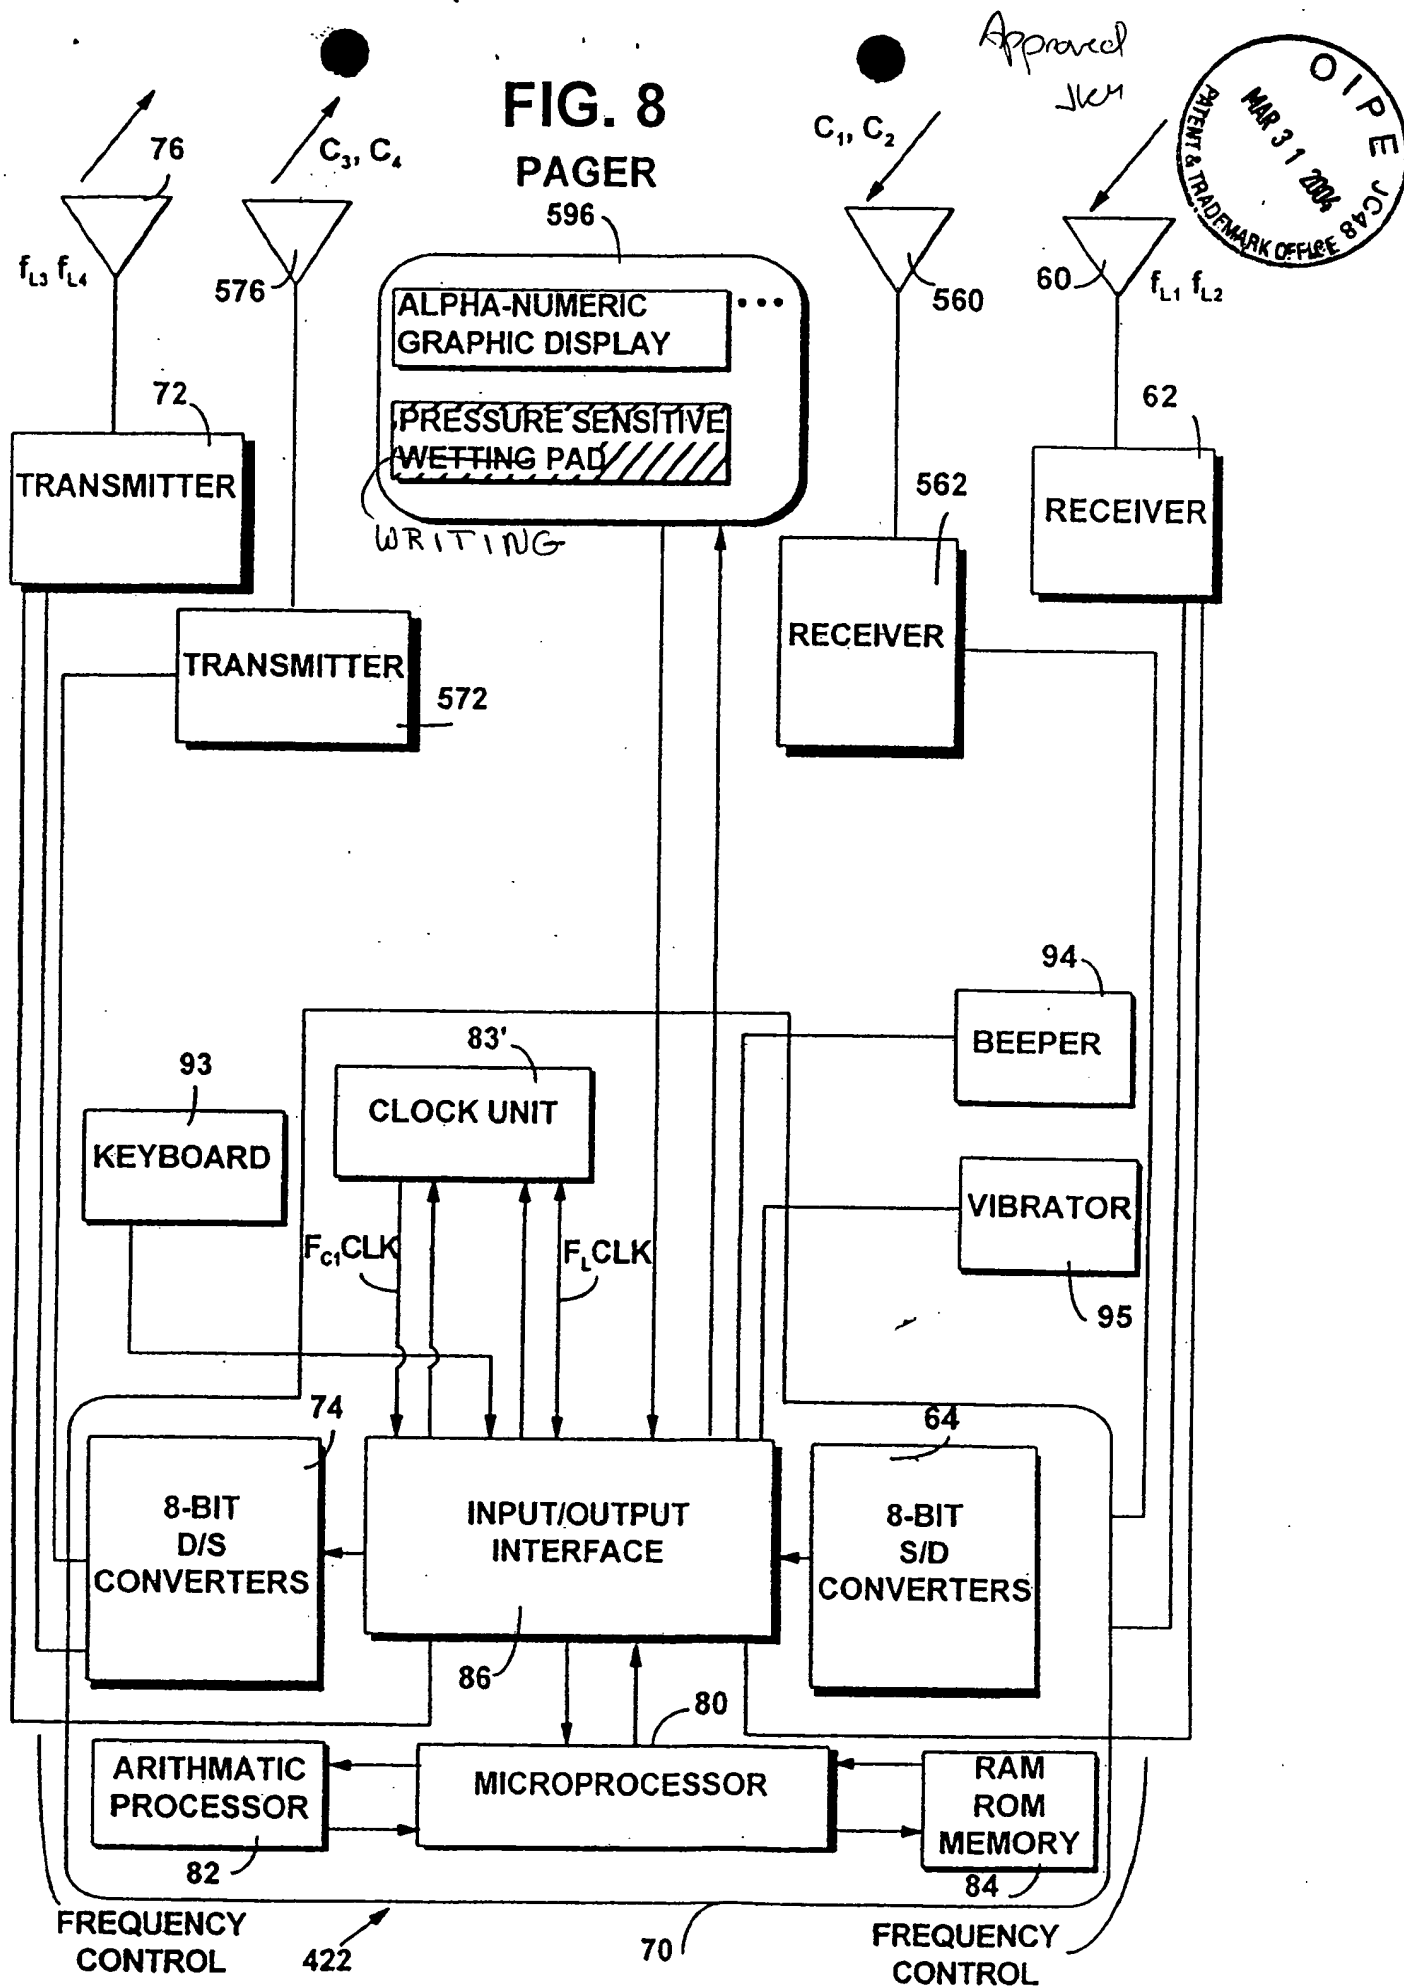 Approved
JKM
OIPE JC48
MAR 31 2004
PATENT & TRADEMARK OFFICE
FIG. 8
PAGER
76
C₃, C₄
C₁, C₂
596
fL3 fL4
576
560
60
fL1 fL2
ALPHA-NUMERIC
GRAPHIC DISPLAY
72
62
PRESSURE SENSITIVE
WETTING PAD
WRITING
TRANSMITTER
562
RECEIVER
TRANSMITTER
572
RECEIVER
94
BEEPER
83'
93
CLOCK UNIT
KEYBOARD
VIBRATOR
95
FC1CLK
FLCLK
74
64
8-BIT
D/S
CONVERTERS
INPUT/OUTPUT
INTERFACE
8-BIT
S/D
CONVERTERS
86
80
ARITHMATIC
PROCESSOR
MICROPROCESSOR
RAM
ROM
MEMORY
82
84
FREQUENCY
CONTROL
422
70
FREQUENCY
CONTROL